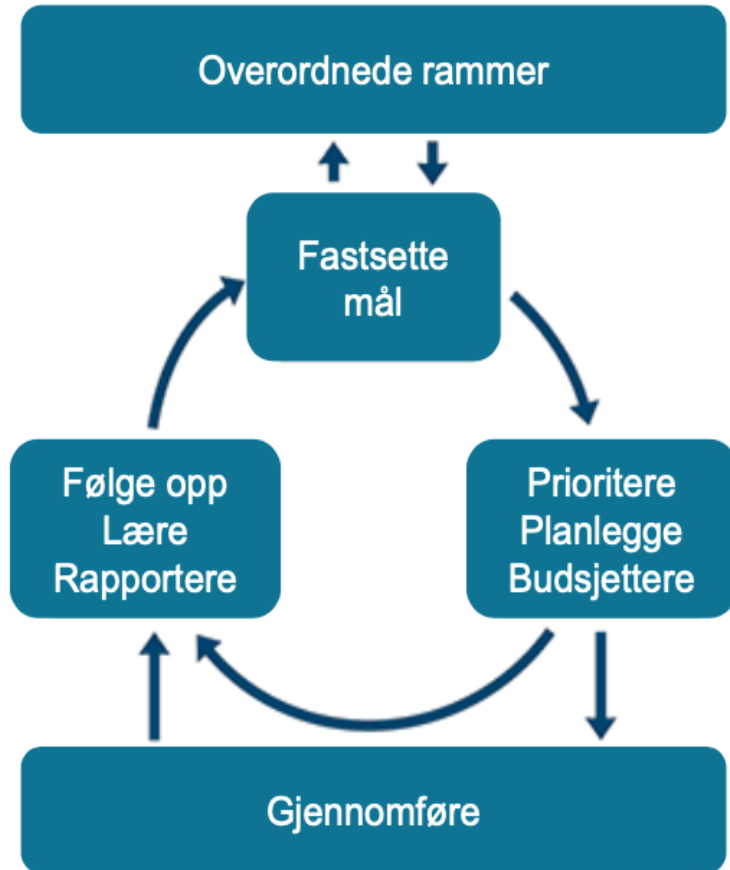 Overordnede rammer
Fastsette
mål
Følge opp
Lære
Rapportere
Prioritere
Planlegge
Budsjettere
Gjennomføre